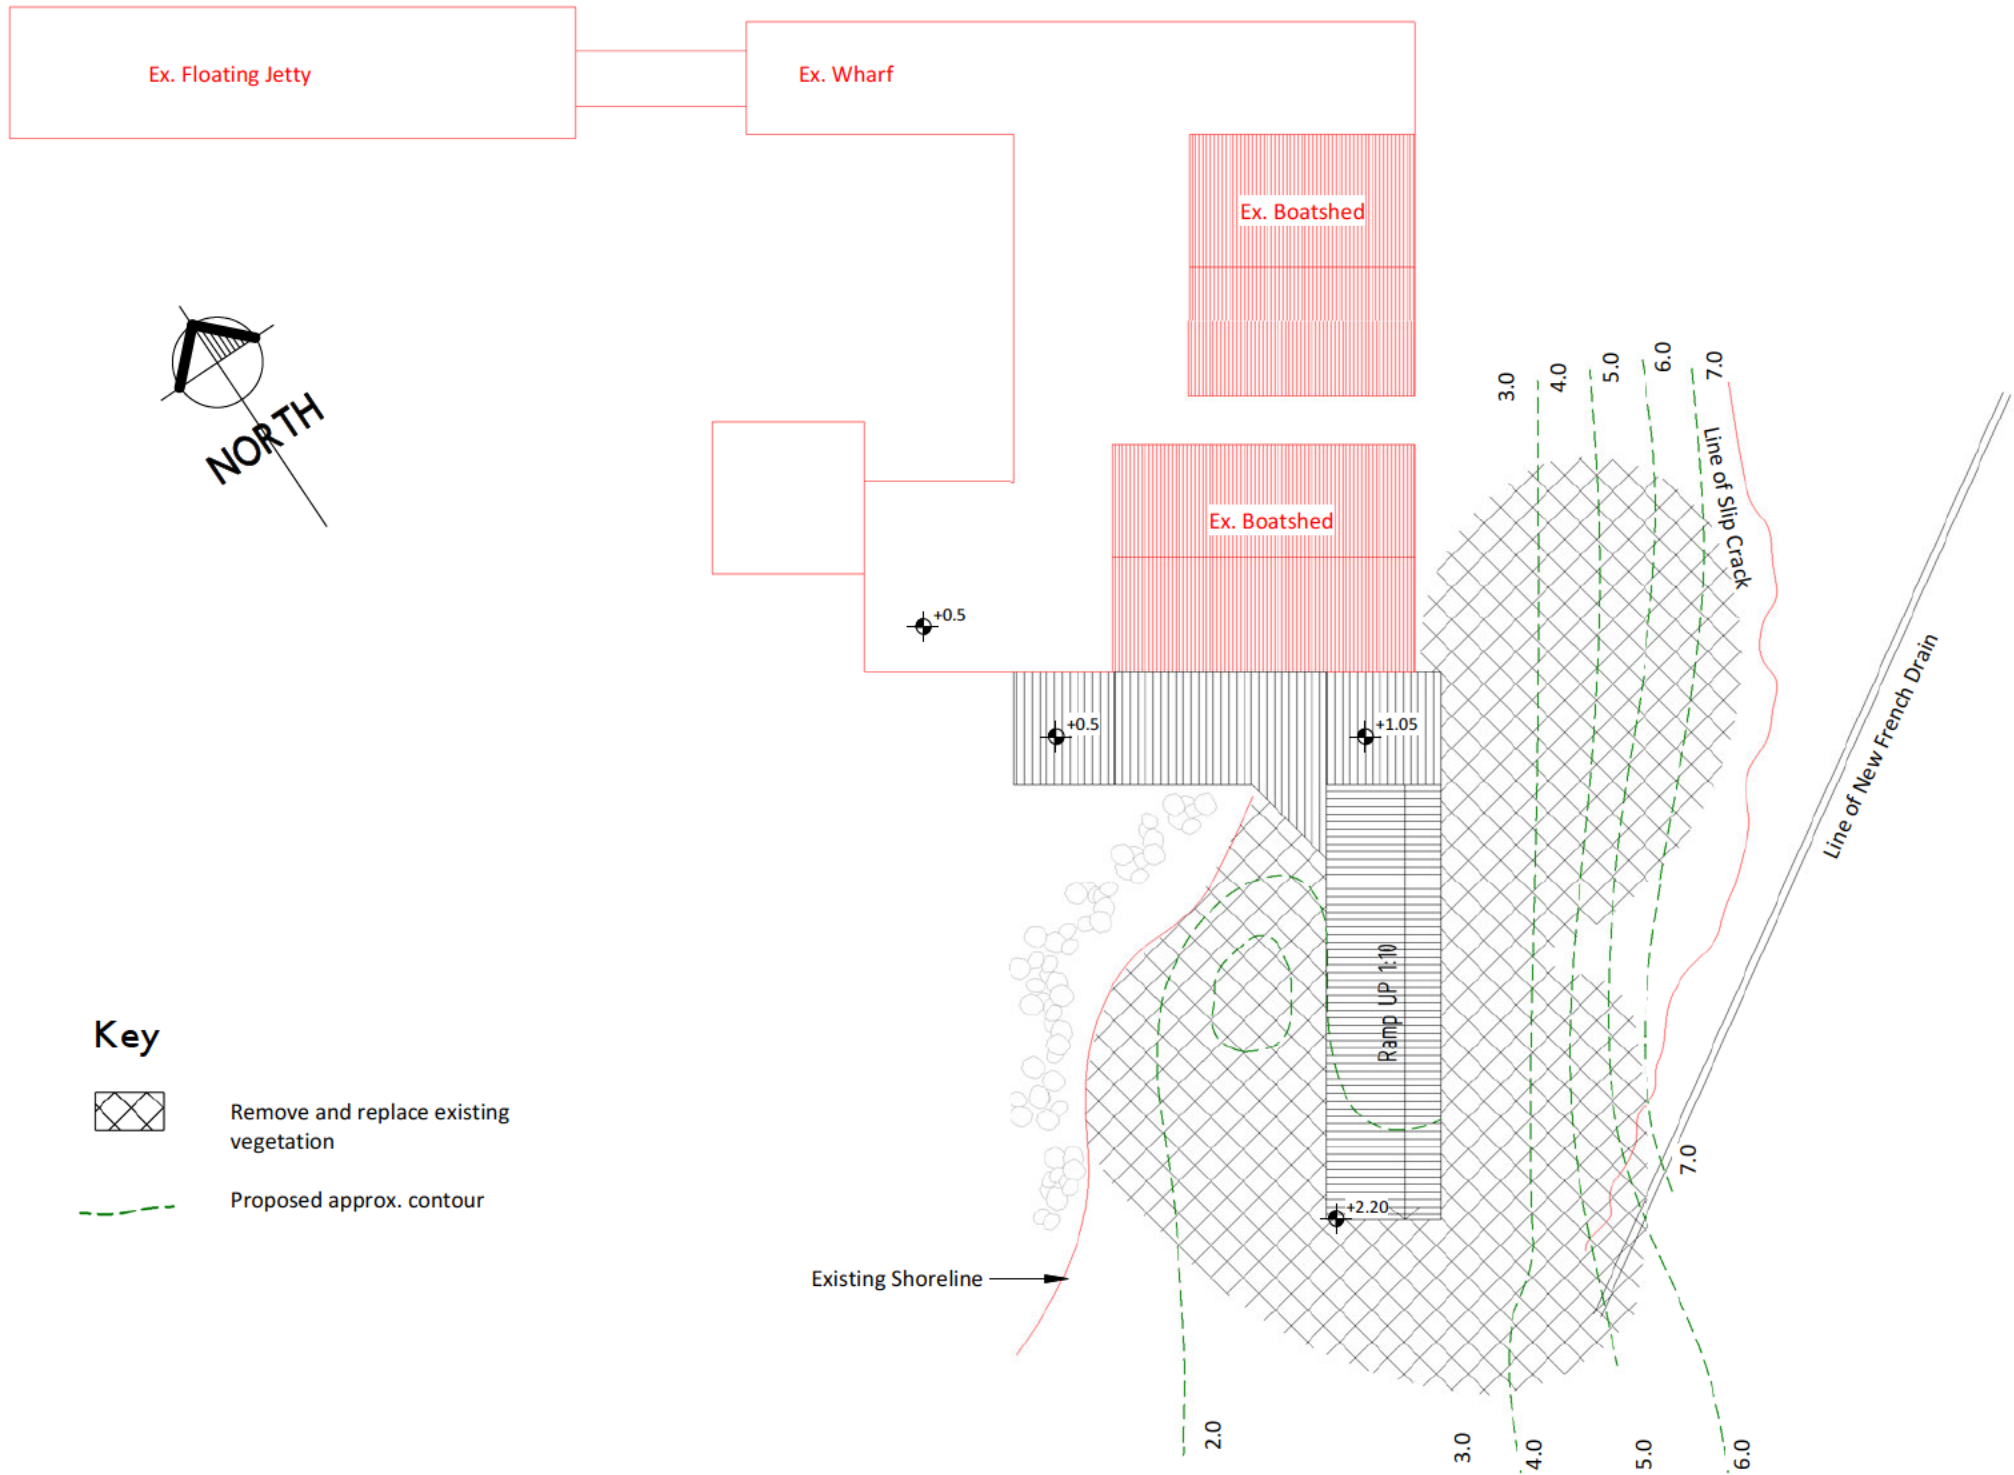 Ex. Floating Jetty
Ex. Wharf
Ex. Boatshed
NORTH
3.0
4.0
5.0
6.0
7.0
Line of Slip Crack
Ex. Boatshed
+0.5
+0.5
+1.05
Line of New French Drain
Ramp UP 1:10
Key
Remove and replace existing
vegetation
Proposed approx. contour
7.0
+2.20
Existing Shoreline
2.0
3.0
4.0
5.0
6.0